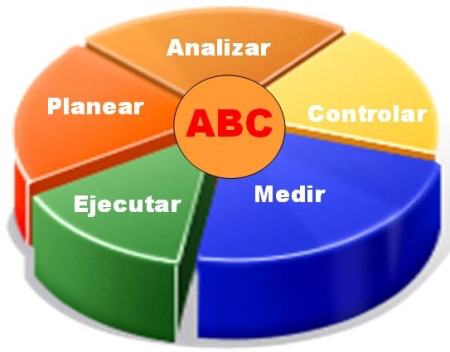 Analizar
Planear
ABC
Controlar
Ejecutar
Medir